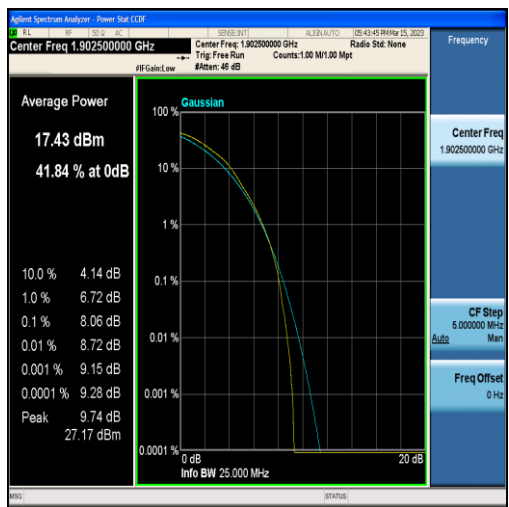 Agilent Spectrum Analyzer - Power Stat CCDF
RL RF 50 Ω AC SENSE:INT ALIGN AUTO 05:43:45 PM Mar 15, 2023
Center Freq 1.902500000 GHz
Center Freq: 1.902500000 GHz
Radio Std: None
Trig: Free Run
Counts:1.00 M/1.00 Mpt
#IFGain:Low
#Atten: 46 dB
Frequency
Average Power
17.43 dBm
41.84 % at 0dB
10.0 % 4.14 dB
1.0 % 6.72 dB
0.1 % 8.06 dB
0.01 % 8.72 dB
0.001 % 9.15 dB
0.0001 % 9.28 dB
Peak 9.74 dB
27.17 dBm
Gaussian
100 %
10 %
1 %
0.1 %
0.01 %
0.001 %
0.0001 %
0 dB
20 dB
Info BW 25.000 MHz
Center Freq
1.902500000 GHz
CF Step
5.000000 MHz
Auto Man
Freq Offset
0 Hz
MSG
STATUS